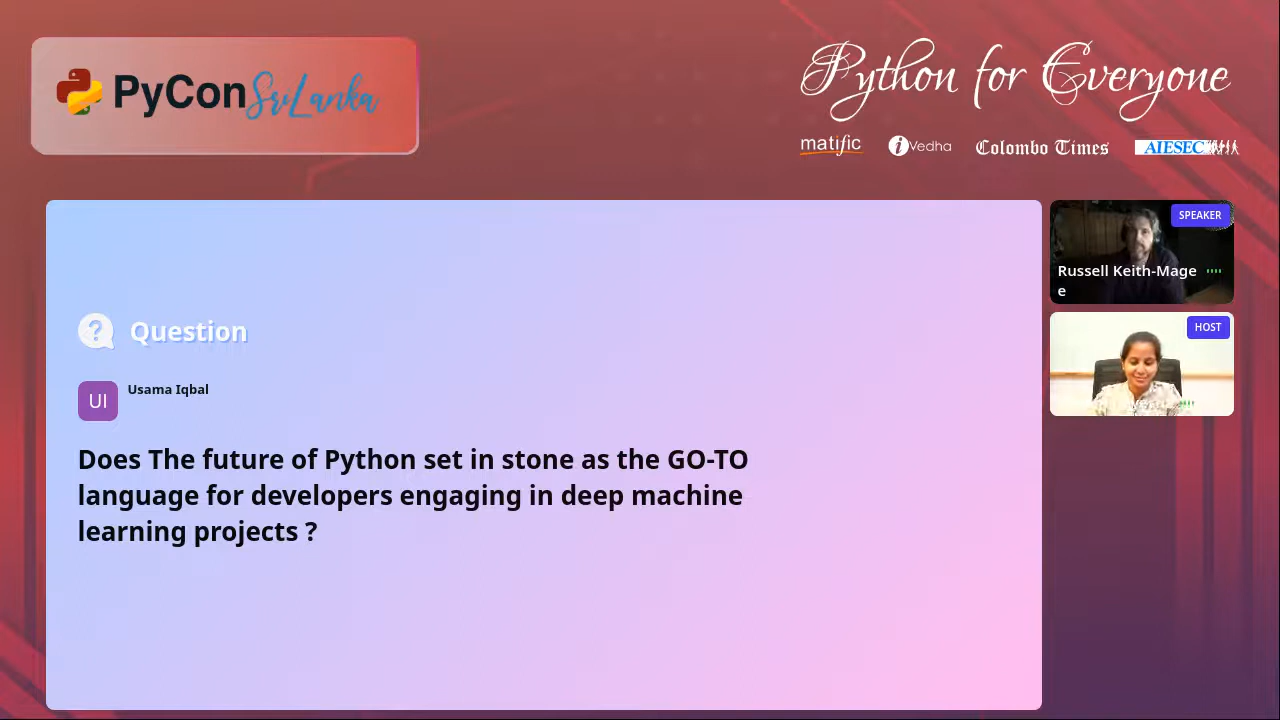 PyCon SriLanka
Python for Everyone
matific
iVedha
Colombo Times
AIESEC
SPEAKER
Russell Keith-Mage
e
HOST
Question
UI
Usama Iqbal
Does The future of Python set in stone as the GO-TO
language for developers engaging in deep machine
learning projects ?